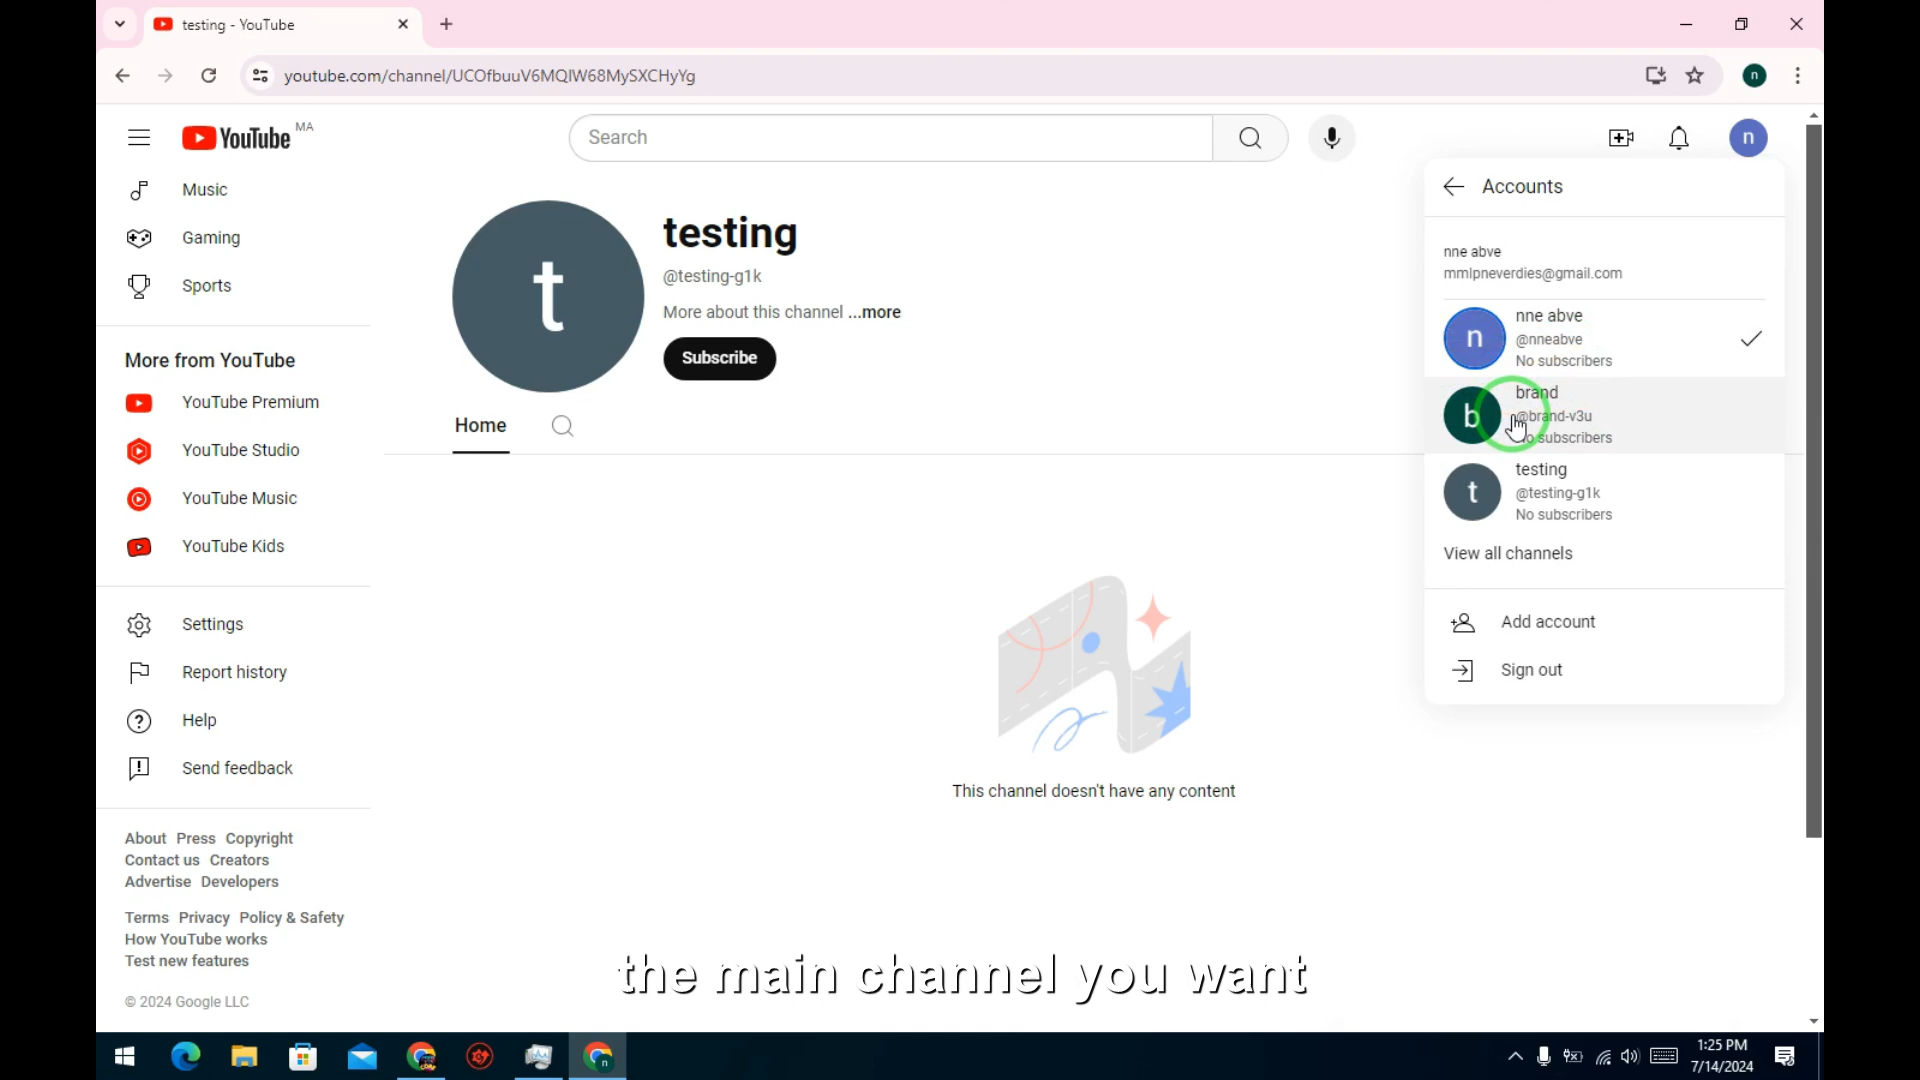 testing - YouTube
youtube.com/channel/UCOfbuuV6MQIW68MySXCHyYg
n
YouTube MA
Search
n
Music
Gaming
Sports
More from YouTube
YouTube Premium
YouTube Studio
YouTube Music
YouTube Kids
Settings
Report history
Help
Send feedback
About Press Copyright
Contact us Creators
Advertise Developers
Terms Privacy Policy & Safety
How YouTube works
Test new features
© 2024 Google LLC
t
testing
@testing-g1k
More about this channel ...more
Subscribe
Home
This channel doesn't have any content
Accounts
nne abve
mmlpneverdies@gmail.com
n
nne abve
@nneabve
No subscribers
b
brand
@brand-v3u
No subscribers
t
testing
@testing-g1k
No subscribers
View all channels
Add account
Sign out
the main channel you want
1:25 PM
7/14/2024